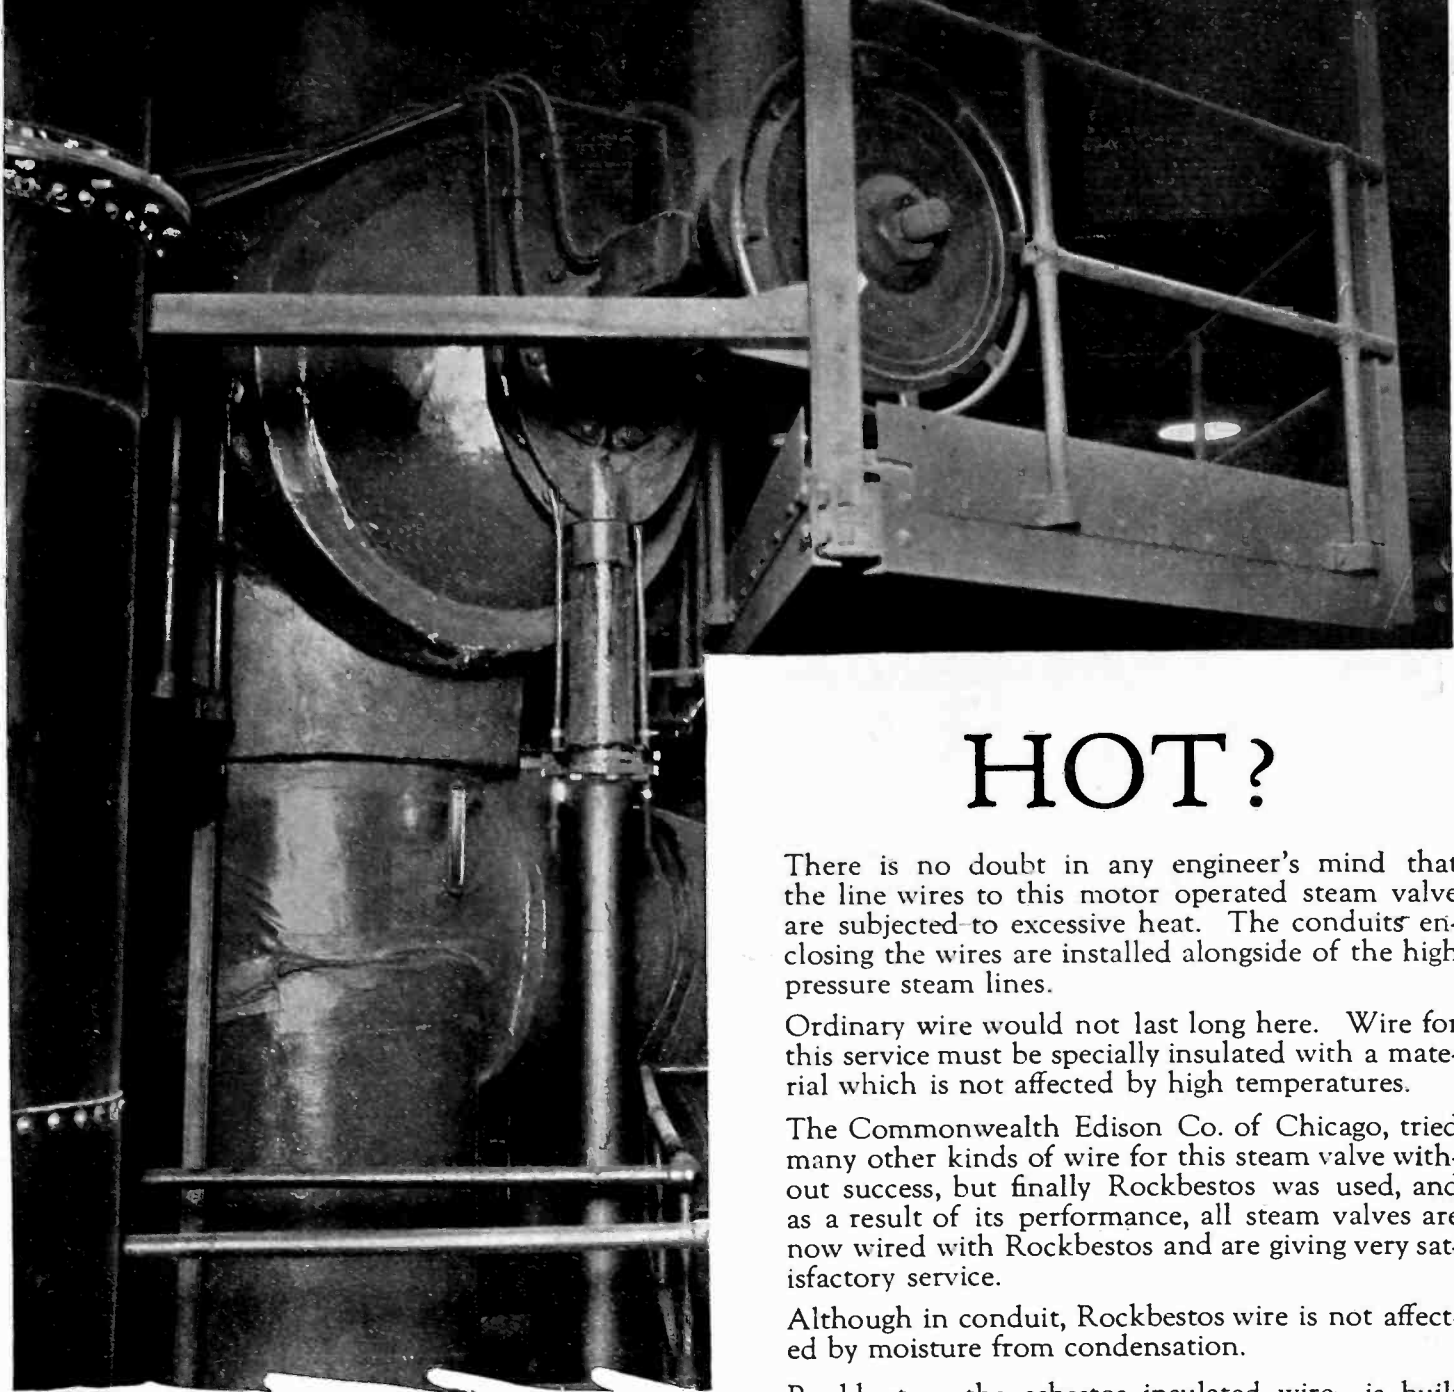 HOT?
There is no doubt in any engineer's mind that
the line wires to this motor operated steam valve
are subjected to excessive heat. The conduits en-
closing the wires are installed alongside of the high
pressure steam lines.
Ordinary wire would not last long here. Wire for
this service must be specially insulated with a mate-
rial which is not affected by high temperatures.
The Commonwealth Edison Co. of Chicago, tried
many other kinds of wire for this steam valve with-
out success, but finally Rockbestos was used, and
as a result of its performance, all steam valves are
now wired with Rockbestos and are giving very sat-
isfactory service.
Although in conduit, Rockbestos wire is not affect-
ed by moisture from condensation.